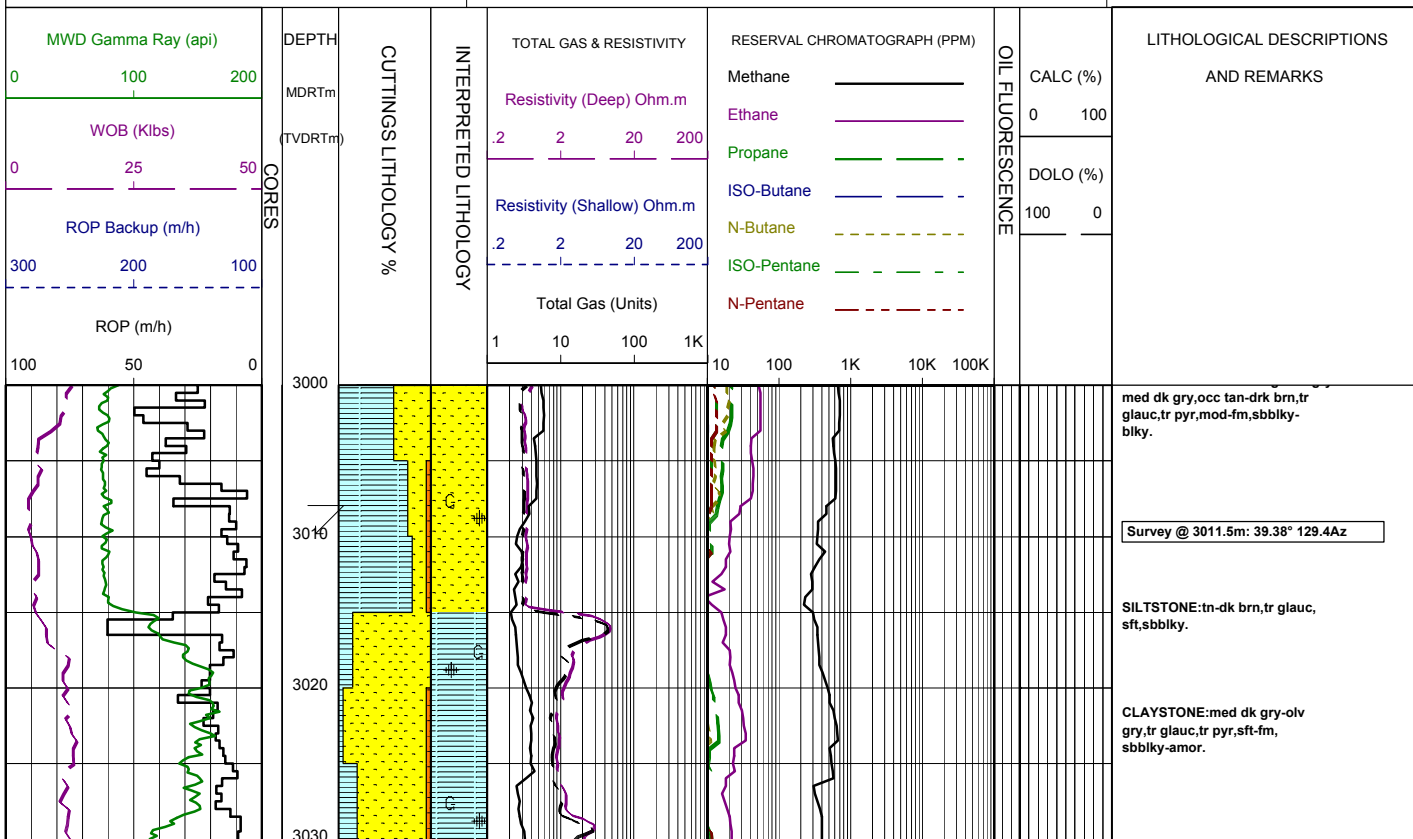 MWD Gamma Ray (api)
0 100 200
WOB (Klbs)
0 25 50
ROP Backup (m/h)
300 200 100
ROP (m/h)
100 50 0
CORES
DEPTH
MDRTm
(TVDRTm)
CUTTINGS LITHOLOGY %
INTERPRETED LITHOLOGY
TOTAL GAS & RESISTIVITY
Resistivity (Deep) Ohm.m
.2 2 20 200
Resistivity (Shallow) Ohm.m
.2 2 20 200
Total Gas (Units)
1 10 100 1K
RESERVAL CHROMATOGRAPH (PPM)
Methane
Ethane
Propane
ISO-Butane
N-Butane
ISO-Pentane
N-Pentane
10 100 1K 10K 100K
OIL FLUORESCENCE
CALC (%)
0 100
DOLO (%)
100 0
LITHOLOGICAL DESCRIPTIONS
AND REMARKS
3000
3010
3020
3030
G
G
G
med dk gry,occ tan-drk brn,tr
glauc,tr pyr,mod-fm,sbblky-
blky.
Survey @ 3011.5m: 39.38° 129.4Az
SILTSTONE:tn-dk brn,tr glauc,
sft,sbblky.
CLAYSTONE:med dk gry-olv
gry,tr glauc,tr pyr,sft-fm,
sbblky-amor.